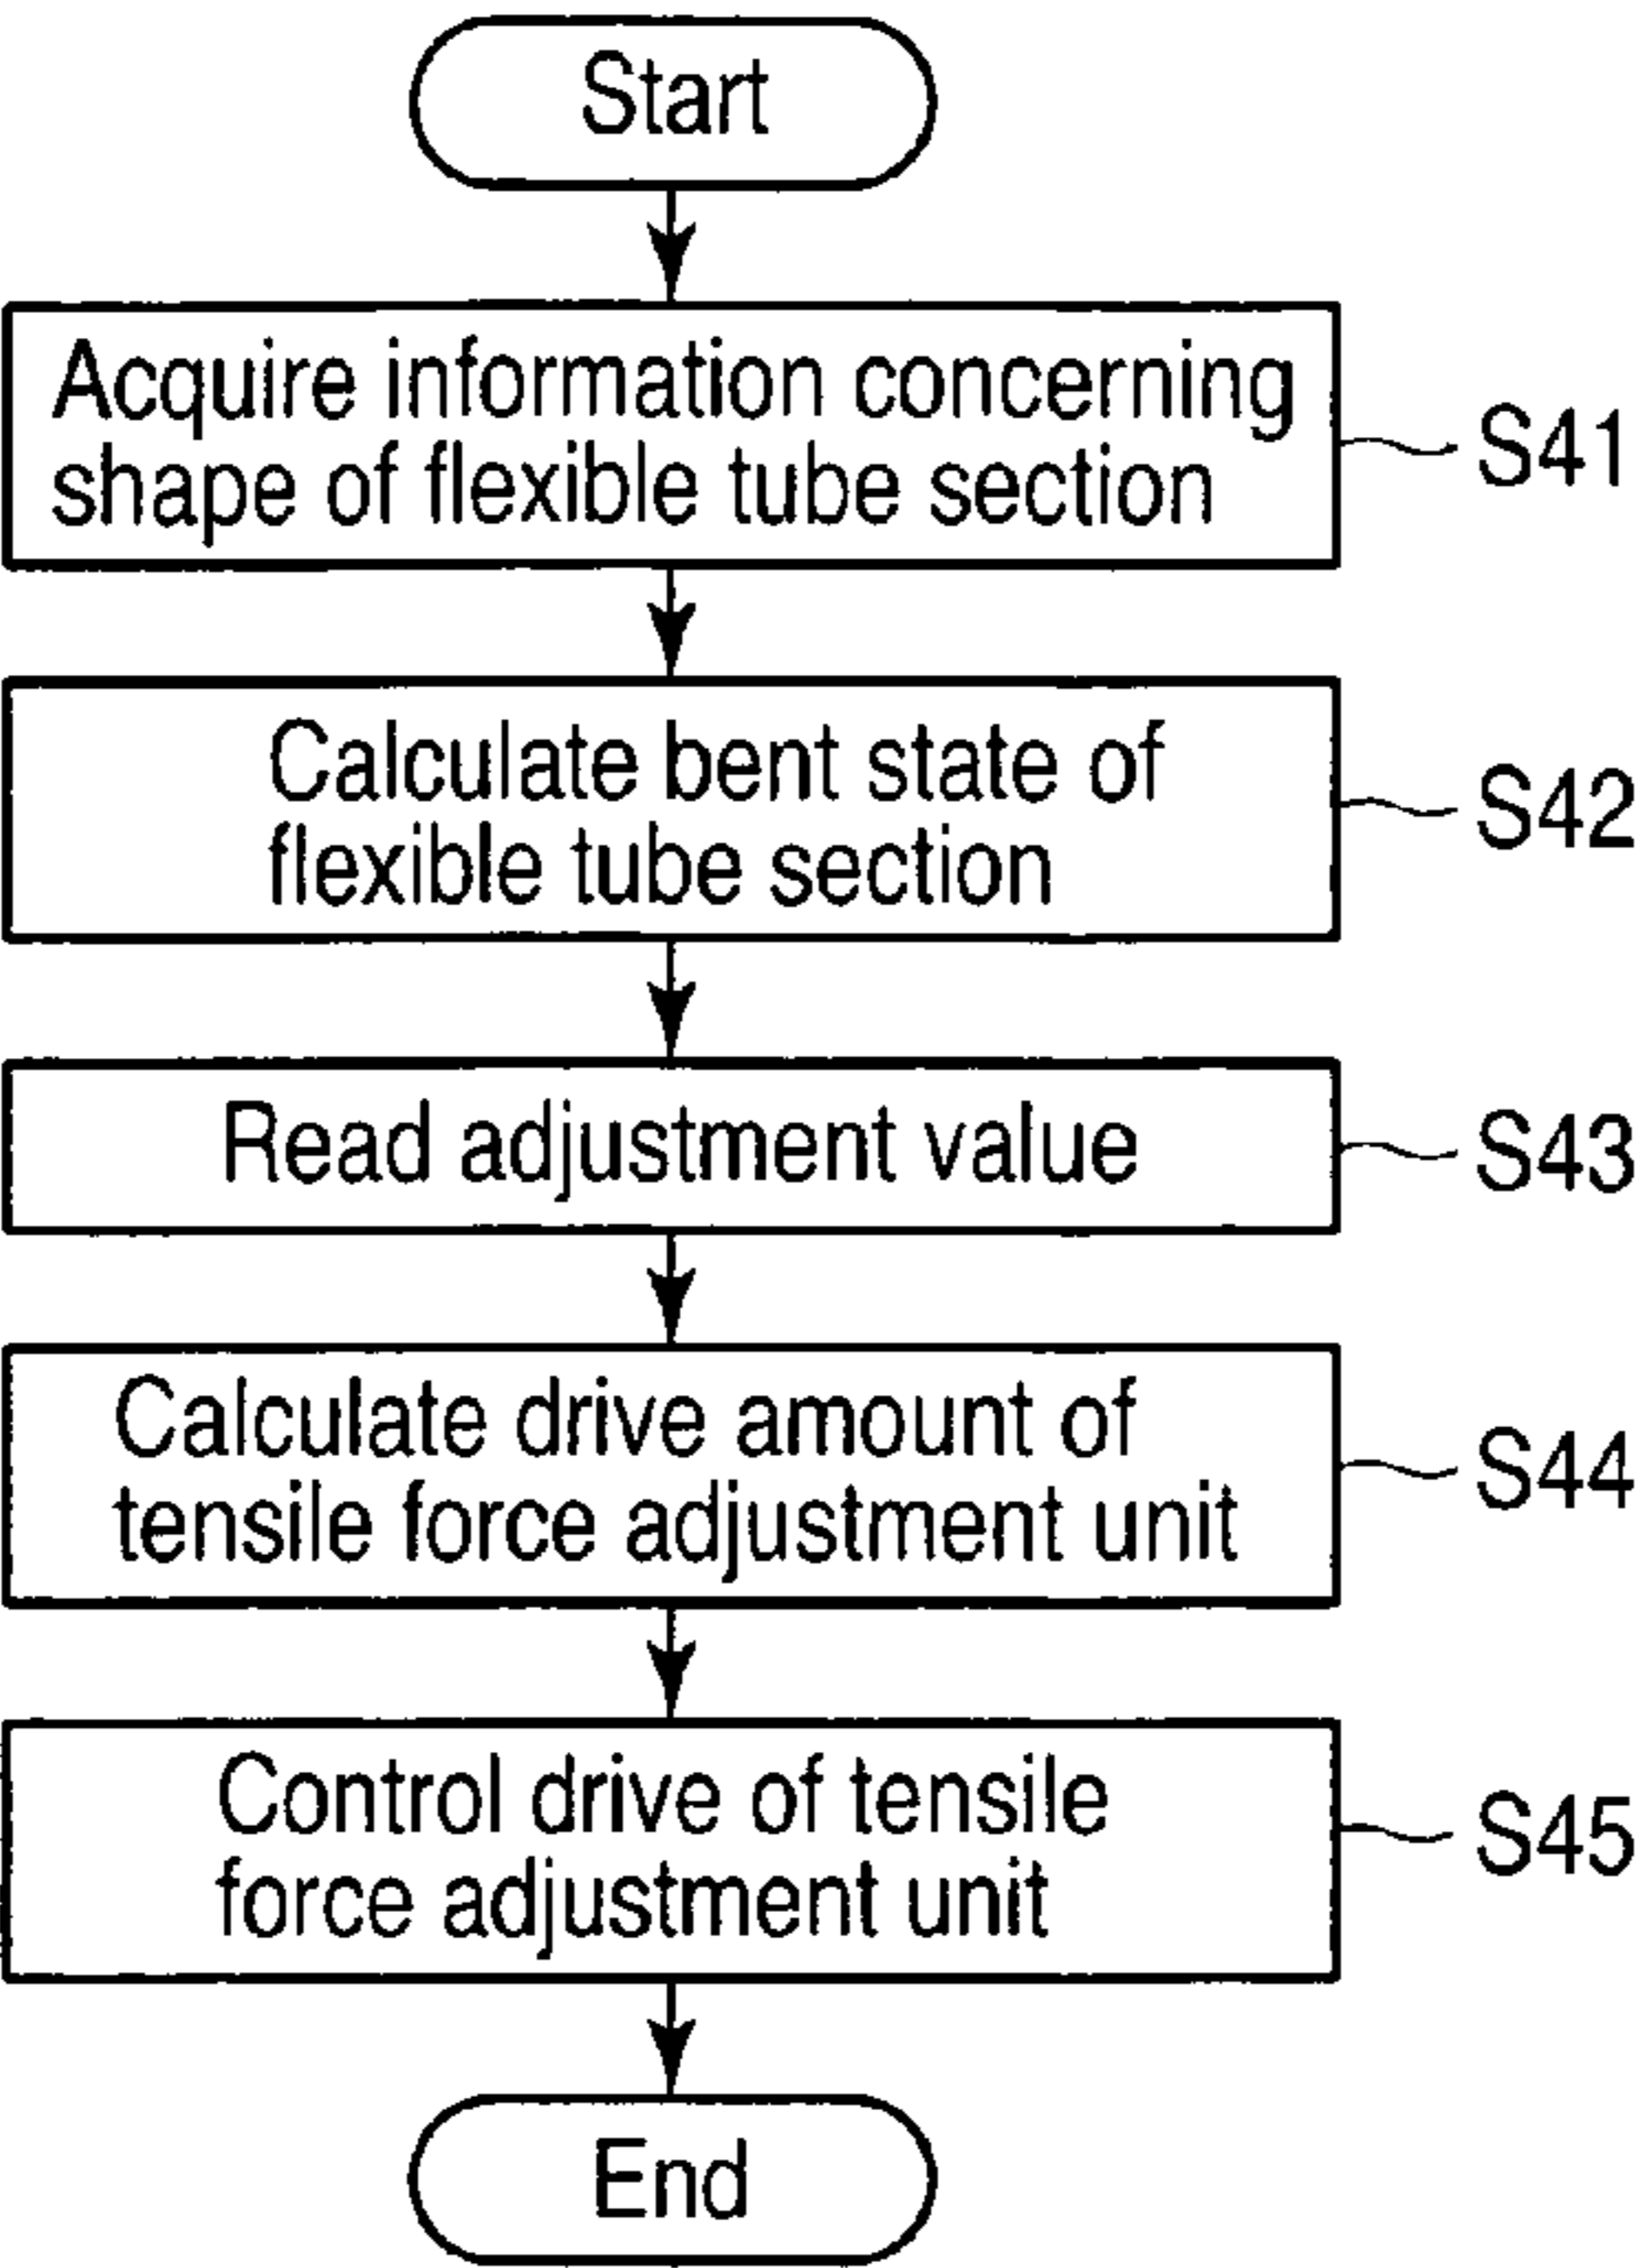 Start
Acquire information concerning
shape of flexible tube section
S41
Calculate bent state of
flexible tube section
S42
Read adjustment value
S43
Calculate drive amount of
tensile force adjustment unit
S44
Control drive of tensile
force adjustment unit
S45
End